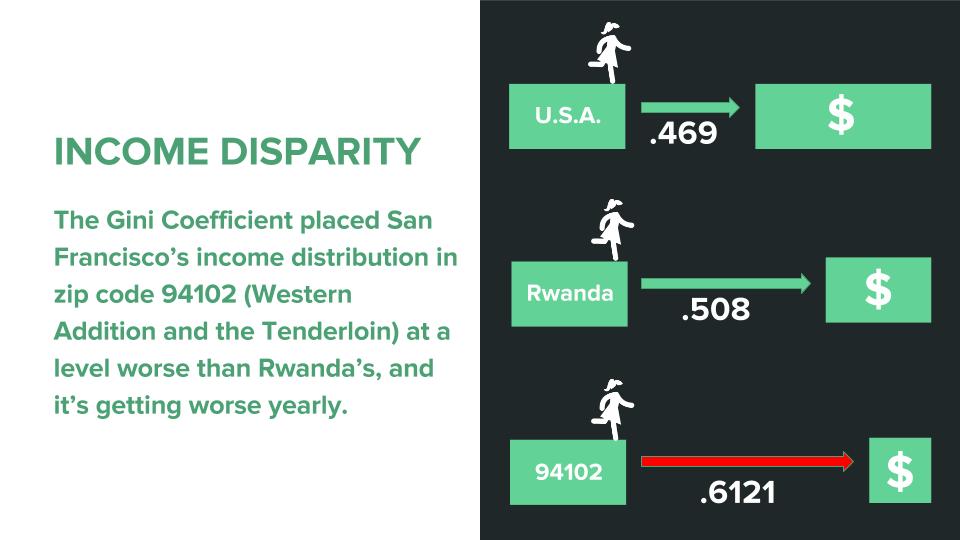 INCOME DISPARITY
The Gini Coefficient placed San
Francisco's income distribution in
zip code 94102 (Western
Addition and the Tenderloin) at a
level worse than Rwanda's, and
it's getting worse yearly.
U.S.A.
.469
$
Rwanda
.508
$
94102
.6121
$